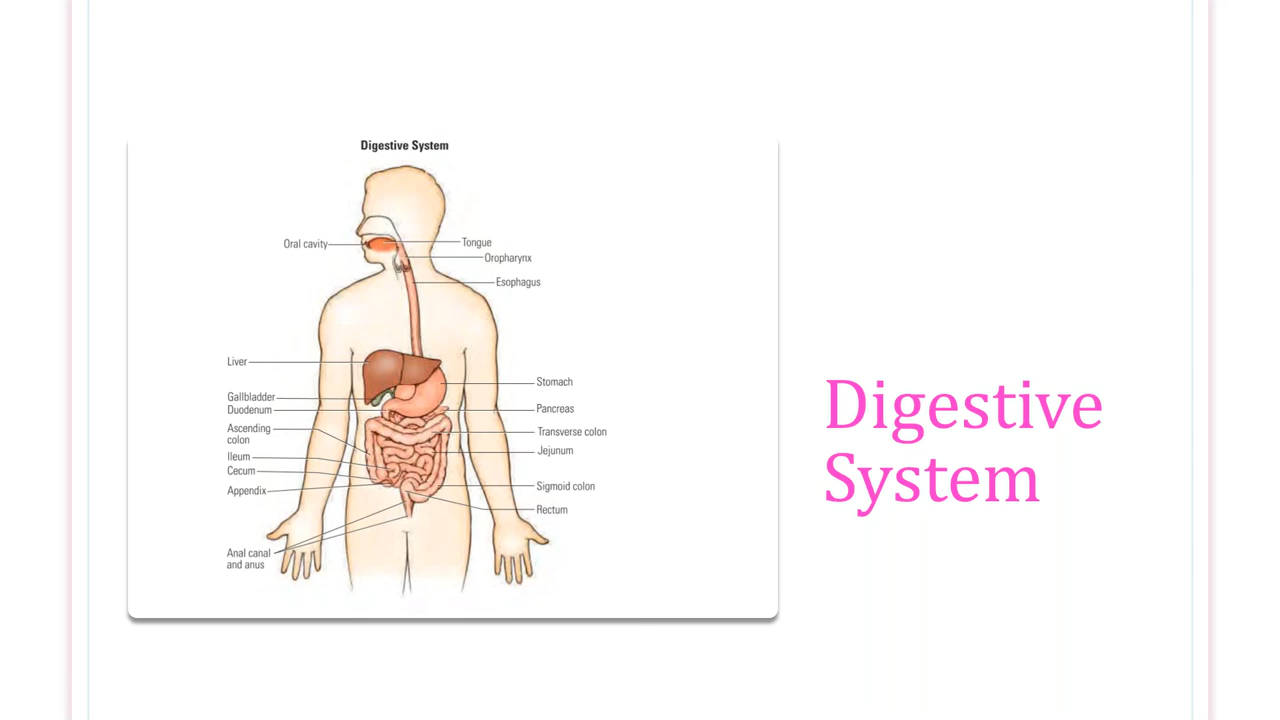 Digestive System
Oral cavity
Tongue
Oropharynx
Esophagus
Liver
Stomach
Gallbladder
Duodenum
Pancreas
Ascending
colon
Transverse colon
Jejunum
Ileum
Cecum
Appendix
Sigmoid colon
Rectum
Anal canal
and anus
Digestive
System